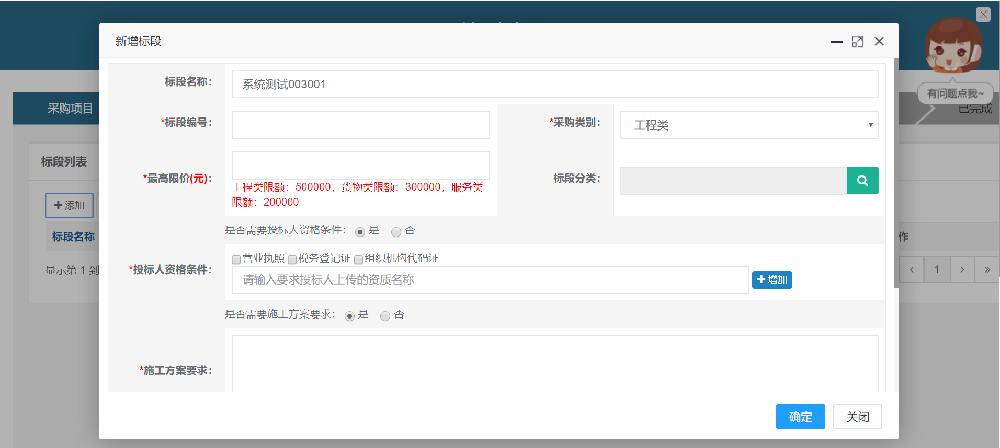 新增标段
有问题点我~
已完成
采购项目
标段列表
添加
标段名称
显示第 1 到
作
1
标段名称：
系统测试003001
*标段编号：
*采购类别：
工程类
*最高限价(元)：
工程类限额：500000，货物类限额：300000，服务类
限额：200000
标段分类：
是否需要投标人资格条件： 是 否
*投标人资格条件：
营业执照 税务登记证 组织机构代码证
请输入要求投标人上传的资质名称
增加
是否需要施工方案要求： 是 否
*施工方案要求：
确定
关闭